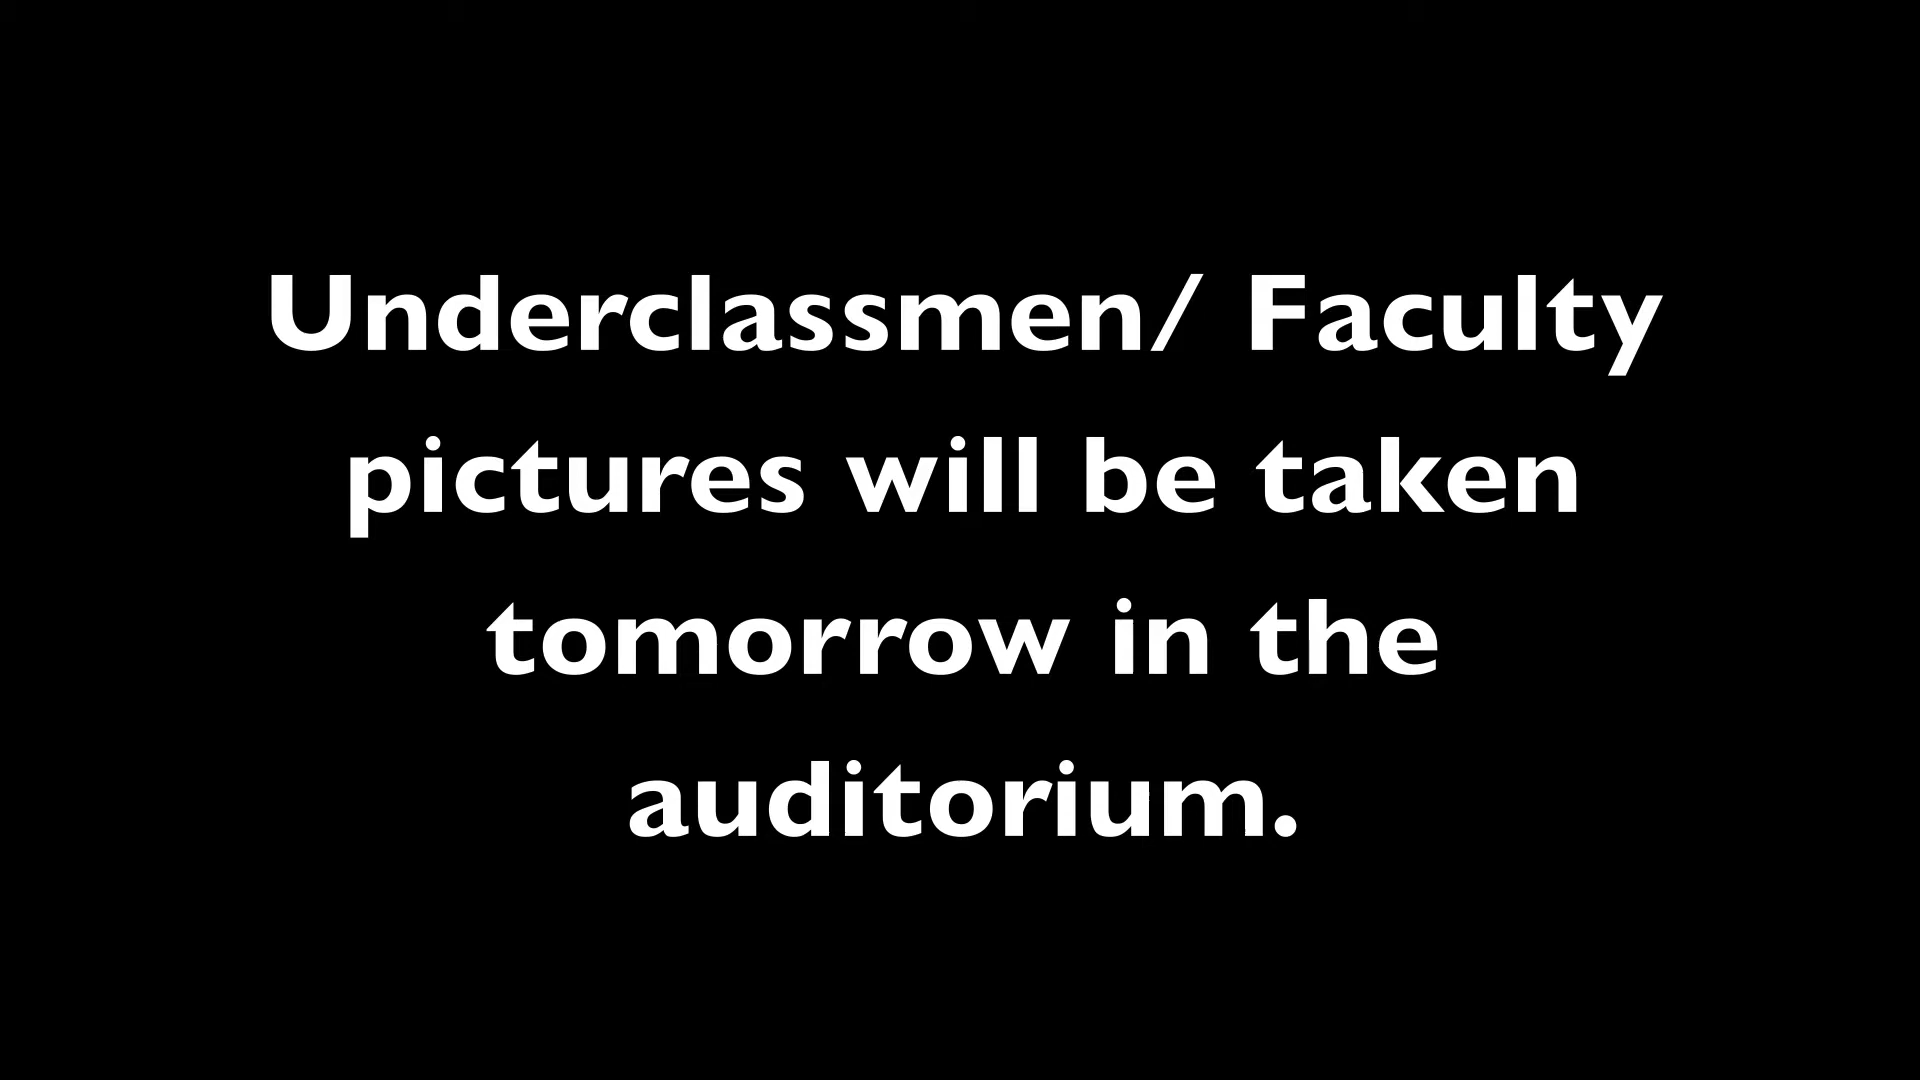 Underclassmen/ Faculty
pictures will be taken
tomorrow in the
auditorium.